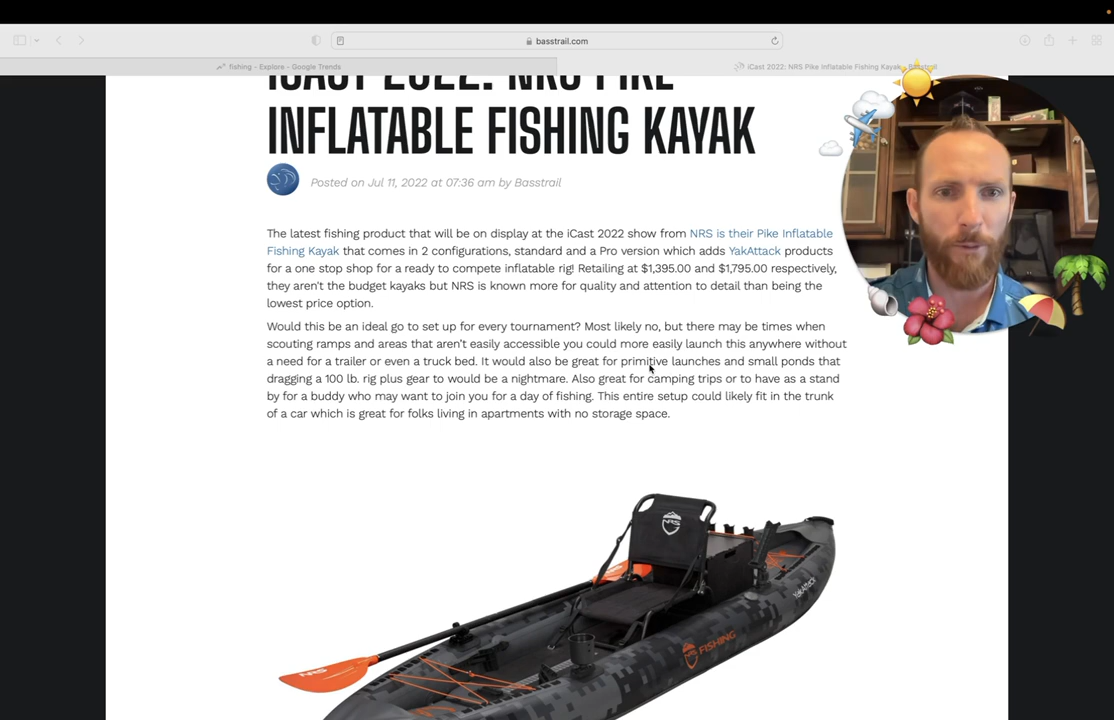 basstrail.com
fishing – Explore – Google Trends
iCast 2022: NRS Pike Inflatable Fishing Kayak – Basstrail
ICAST 2022: NRS PIKE
INFLATABLE FISHING KAYAK
Posted on Jul 11, 2022 at 07:36 am by Basstrail
The latest fishing product that will be on display at the iCast 2022 show from NRS is their Pike Inflatable
Fishing Kayak that comes in 2 configurations, standard and a Pro version which adds YakAttack products
for a one stop shop for a ready to compete inflatable rig! Retailing at $1,395.00 and $1,795.00 respectively,
they aren't the budget kayaks but NRS is known more for quality and attention to detail than being the
lowest price option.
Would this be an ideal go to set up for every tournament? Most likely no, but there may be times when
scouting ramps and areas that aren't easily accessible you could more easily launch this anywhere without
a need for a trailer or even a truck bed. It would also be great for primitive launches and small ponds that
dragging a 100 lb. rig plus gear to would be a nightmare. Also great for camping trips or to have as a stand
by for a buddy who may want to join you for a day of fishing. This entire setup could likely fit in the trunk
of a car which is great for folks living in apartments with no storage space.
NRS
YakAttack
NRS FISHING
NRS